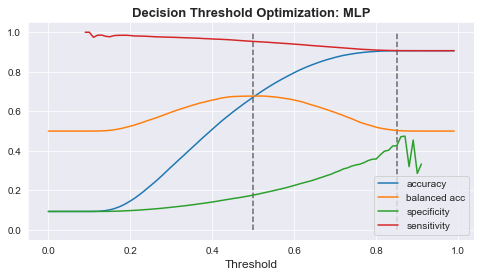 Decision Threshold Optimization: MLP
1.0
0.8
0.6
0.4
0.2
0.0
accuracy
balanced acc
specificity
sensitivity
0.0 0.2 0.4 0.6 0.8 1.0
Threshold